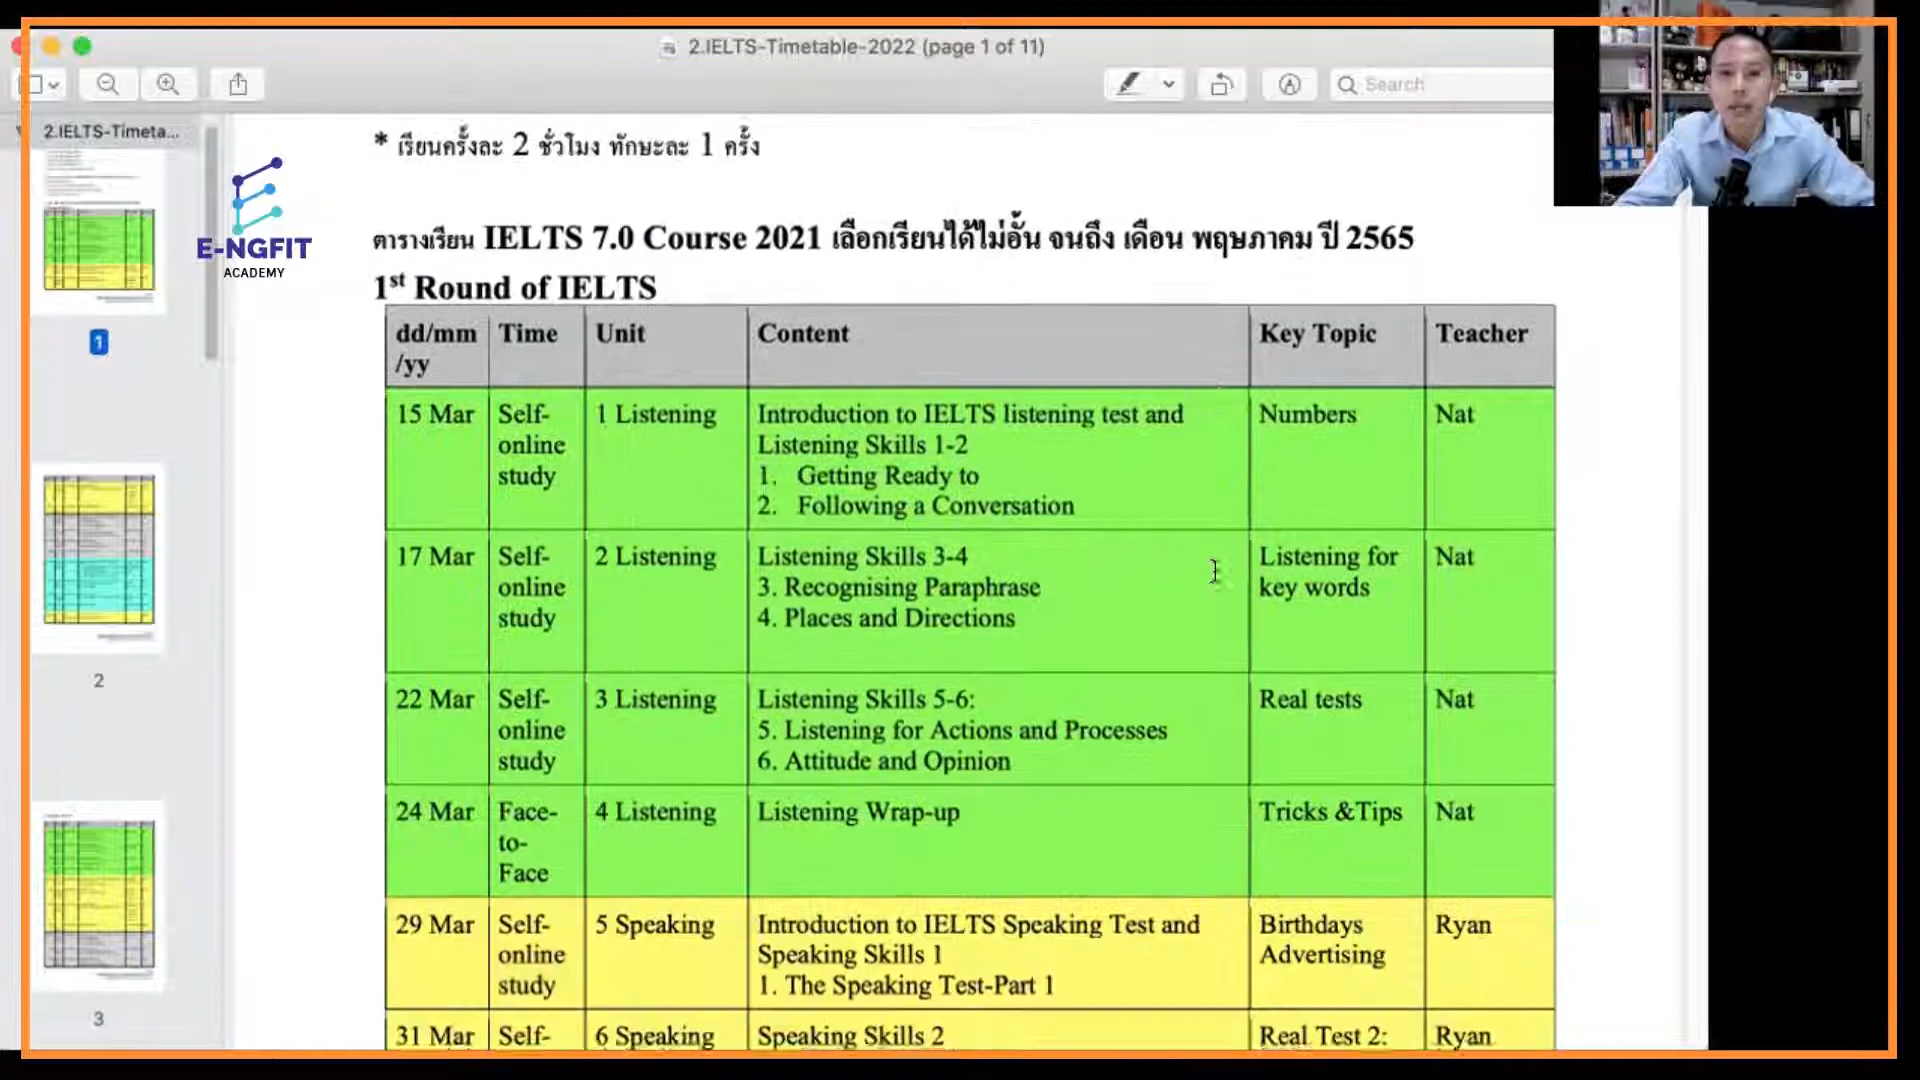 2.IELTS-Timetable-2022 (page 1 of 11)
Search
2.IELTS-Timeta...
1
2
3
E-NGFIT
ACADEMY
* เรียนครั้งละ 2 ชั่วโมง ทักษะละ 1 ครั้ง
ตารางเรียน IELTS 7.0 Course 2021 เลือกเรียนได้ไม่อั้น จนถึง เดือน พฤษภาคม ปี 2565
1st Round of IELTS
dd/mm/yy Time Unit Content Key Topic Teacher
15 Mar Self-online study 1 Listening Introduction to IELTS listening test and Numbers Nat
Listening Skills 1-2
1. Getting Ready to
2. Following a Conversation
17 Mar Self-online study 2 Listening Listening Skills 3-4 Listening for key words Nat
3. Recognising Paraphrase
4. Places and Directions
22 Mar Self-online study 3 Listening Listening Skills 5-6: Real tests Nat
5. Listening for Actions and Processes
6. Attitude and Opinion
24 Mar Face-to-Face 4 Listening Listening Wrap-up Tricks &Tips Nat
29 Mar Self-online study 5 Speaking Introduction to IELTS Speaking Test and Birthdays Advertising Ryan
Speaking Skills 1
1. The Speaking Test-Part 1
31 Mar Self- 6 Speaking Speaking Skills 2 Real Test 2: Ryan